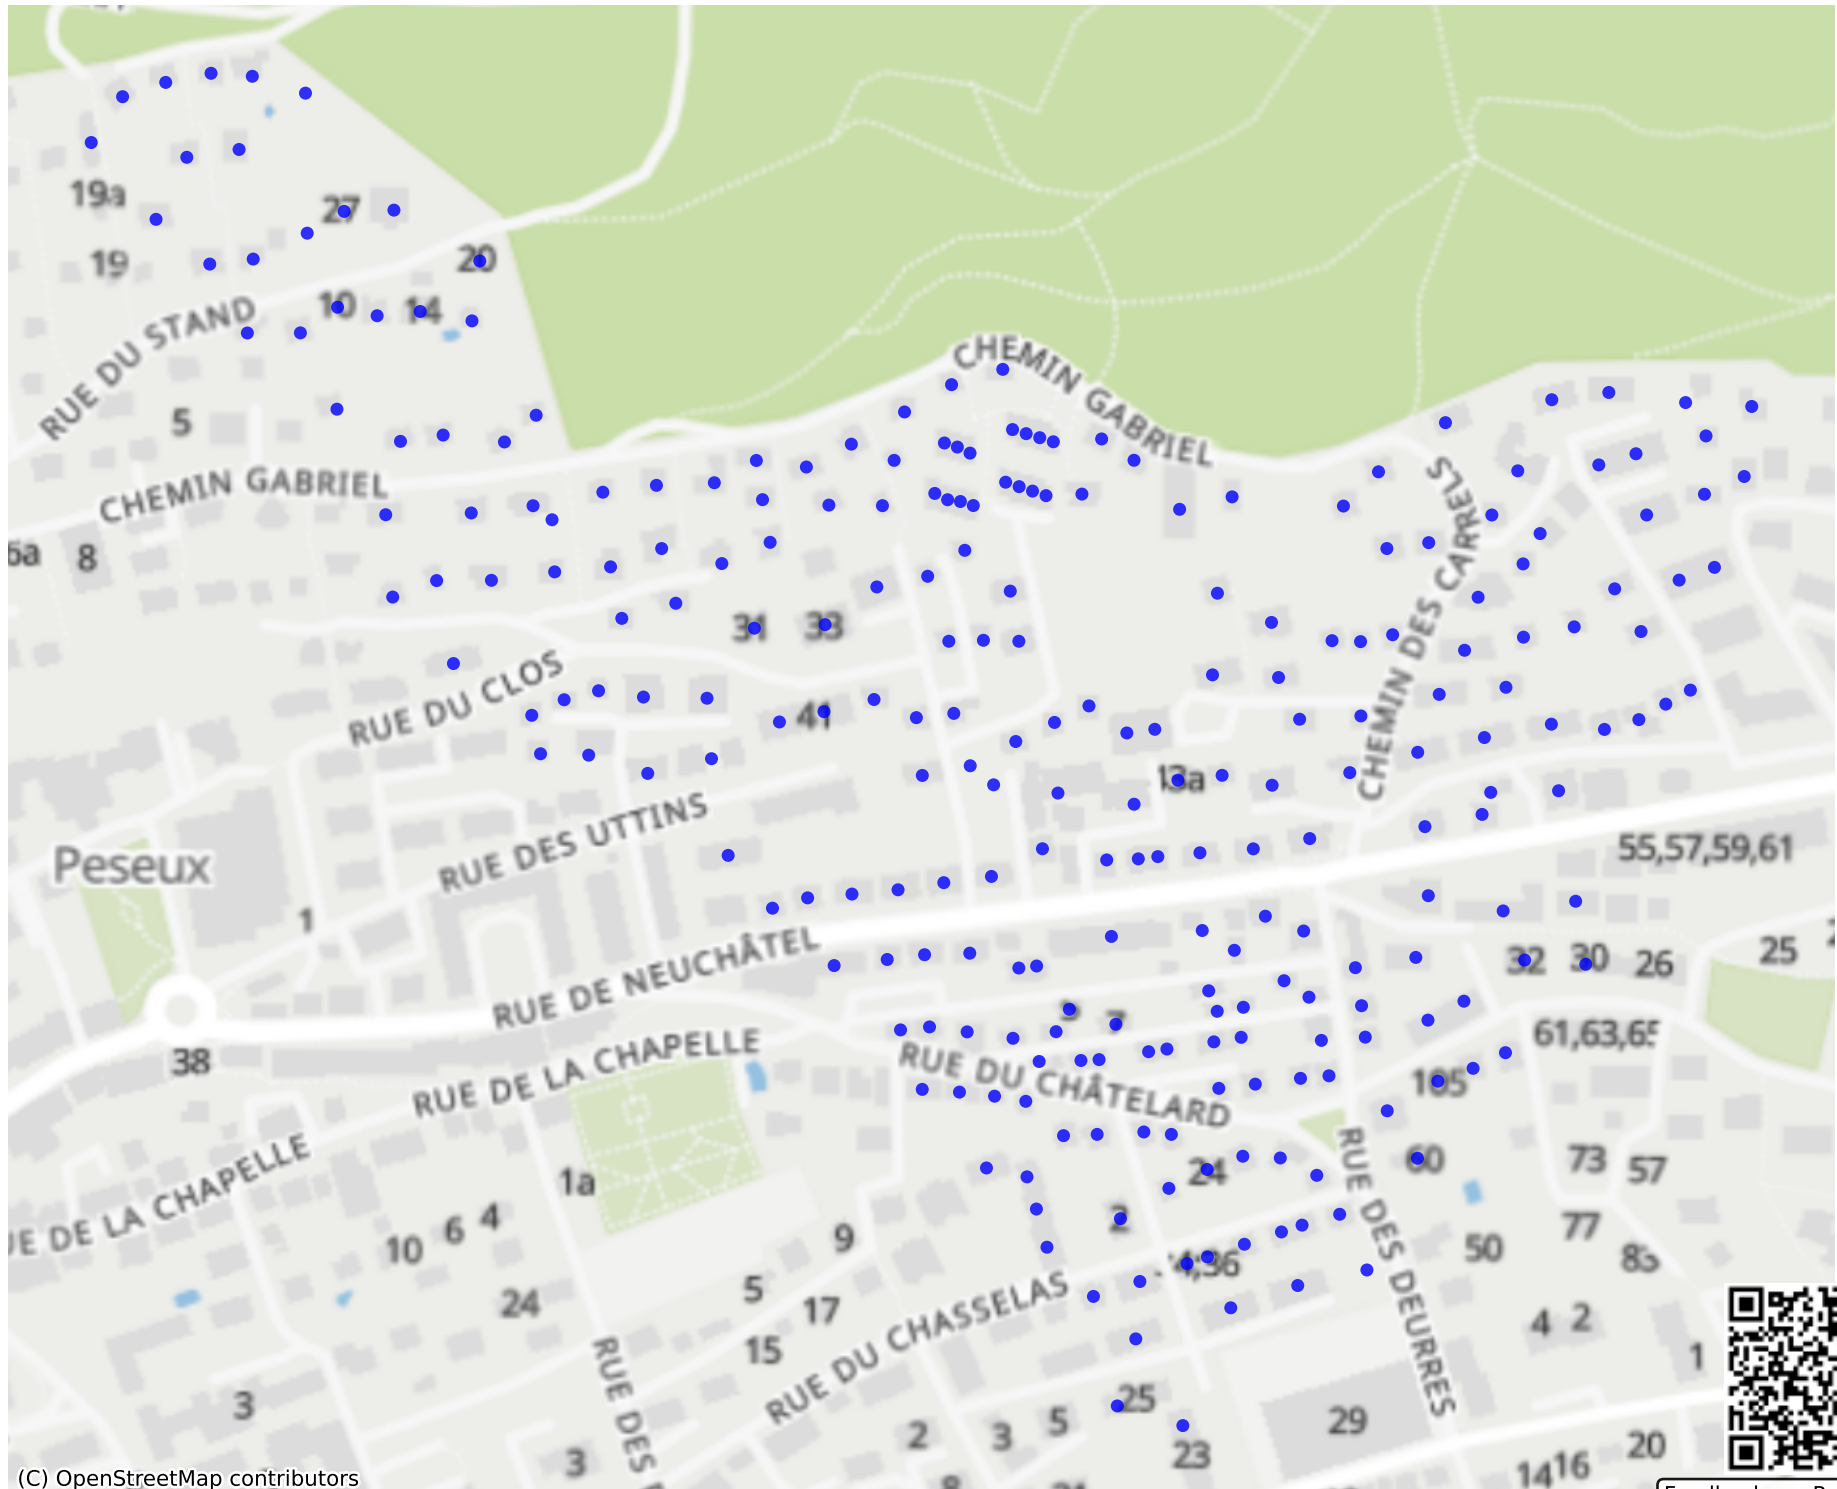 19a
27
19
20
10
14
RUE DU STAND
CHEMIN GABRIEL
5
CHEMIN GABRIEL
CHEMIN DES CARRELS
6a
8
31
33
RUE DU CLOS
41
13a
RUE DES UTTINS
55,57,59,61
Peseux
1
RUE DE NEUCHÂTEL
32
30
26
25
7
61,63,65
38
RUE DE LA CHAPELLE
RUE DU CHÂTELARD
105
UE DE LA CHAPELLE
1a
24
60
73
57
RUE DES DEURRES
2
77
10
6
4
9
50
83
5
17
24
15
RUE DU CHASSELAS
4
2
1
3
25
29
RUE DES
2
3
5
3
23
20
14
16
(C) OpenStreetMap contributors